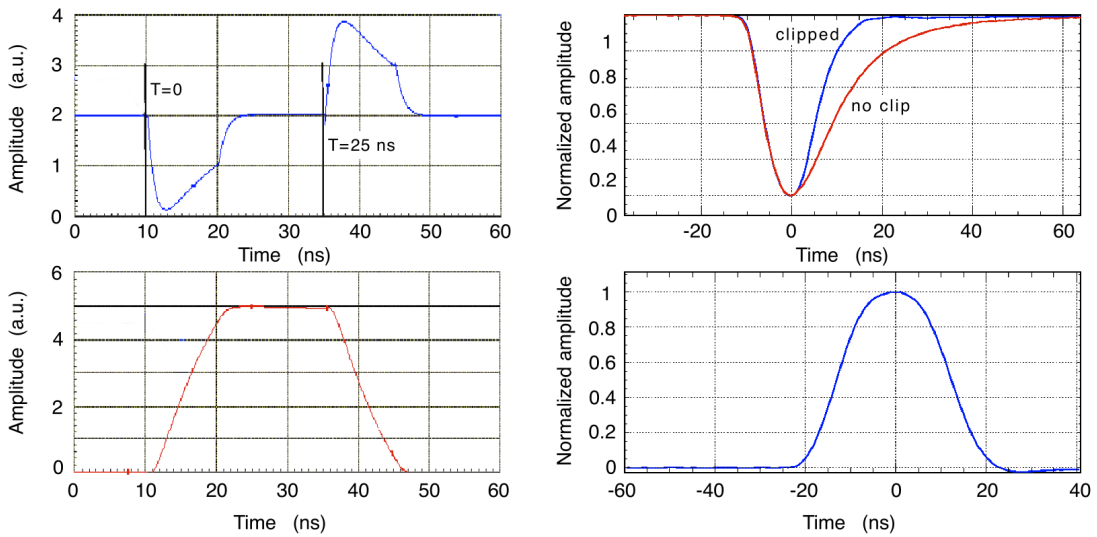 4
3
2
1
0
Amplitude (a.u.)
T=0
T=25 ns
0 10 20 30 40 50 60
Time (ns)
1
0.8
0.6
0.4
0.2
0
Normalized amplitude
clipped
no clip
-20 0 20 40 60
Time (ns)
6
4
2
0
Amplitude (a.u.)
0 10 20 30 40 50 60
Time (ns)
1
0.8
0.6
0.4
0.2
0
Normalized amplitude
-60 -40 -20 0 20 40
Time (ns)